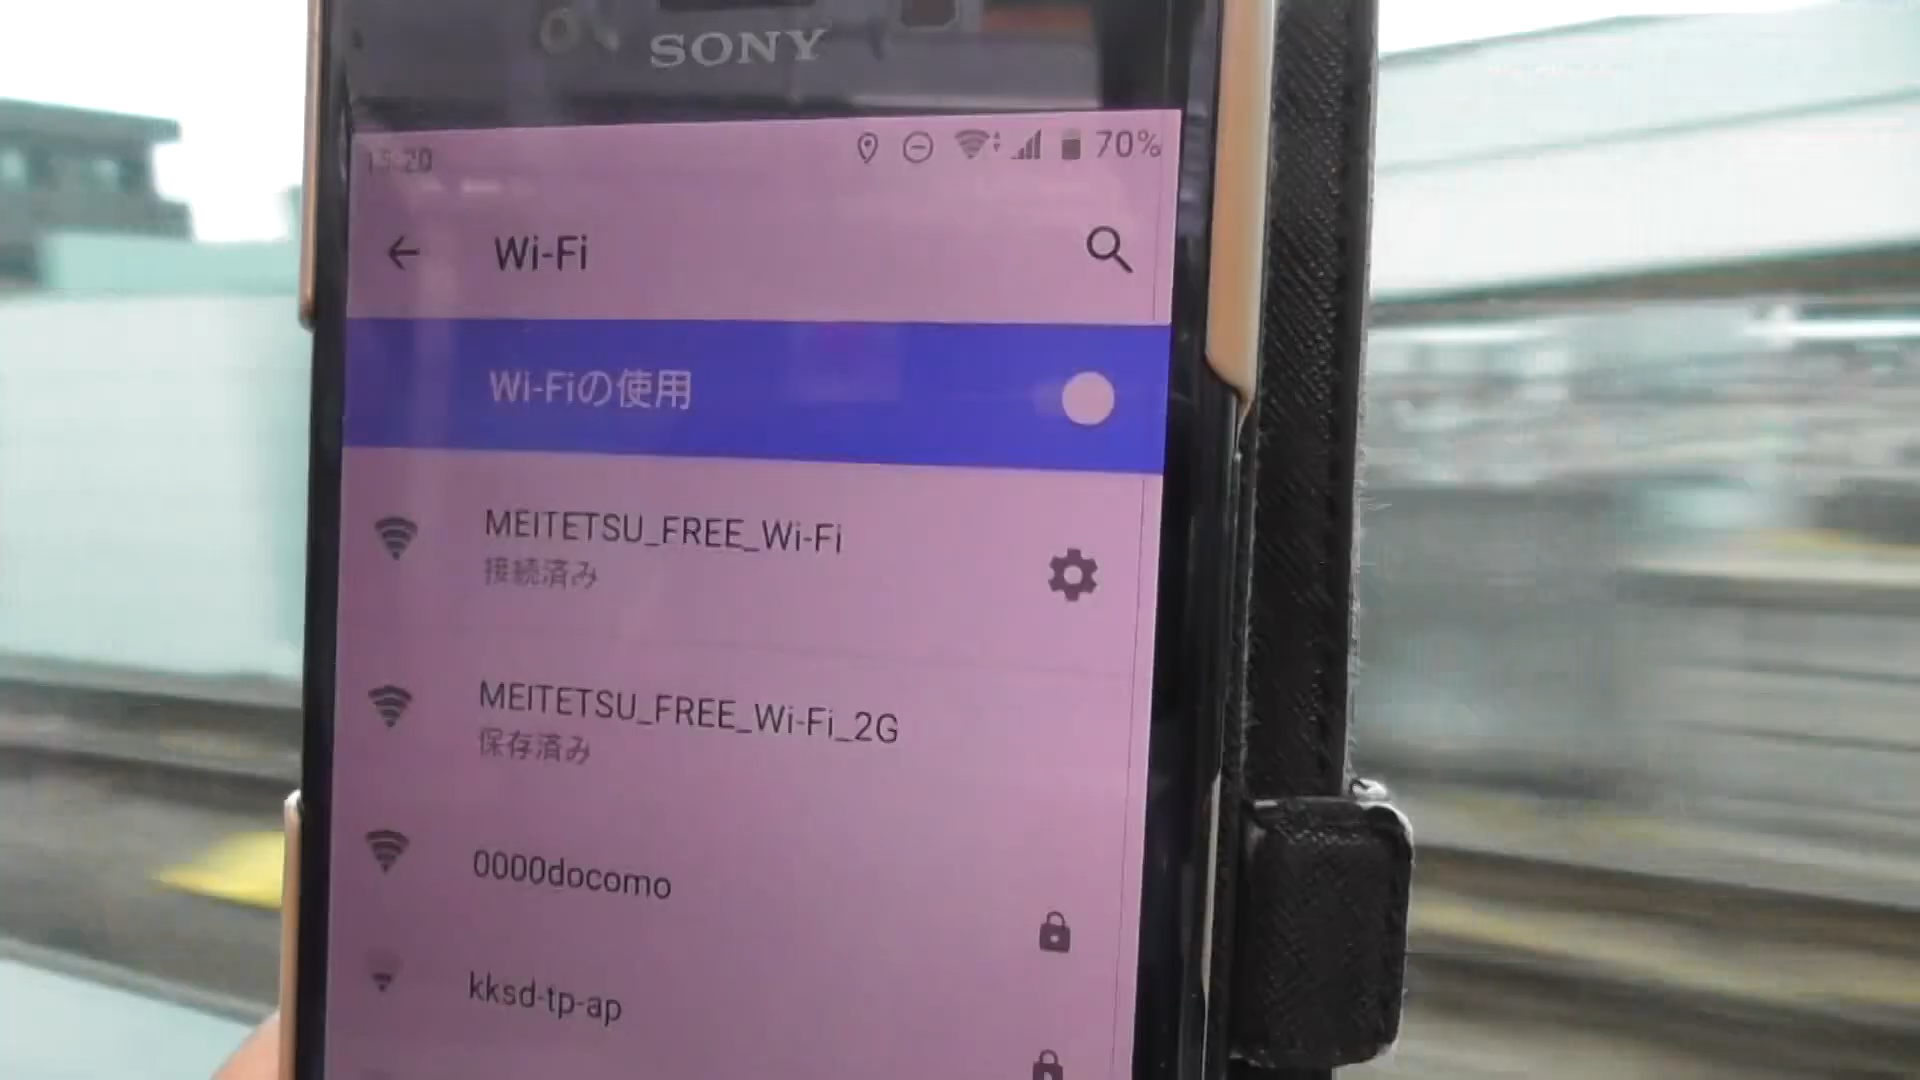 SONY
15:20
70%
Wi-Fi
Wi-Fiの使用
MEITETSU_FREE_Wi-Fi
接続済み
MEITETSU_FREE_Wi-Fi_2G
保存済み
0000docomo
kksd-tp-ap